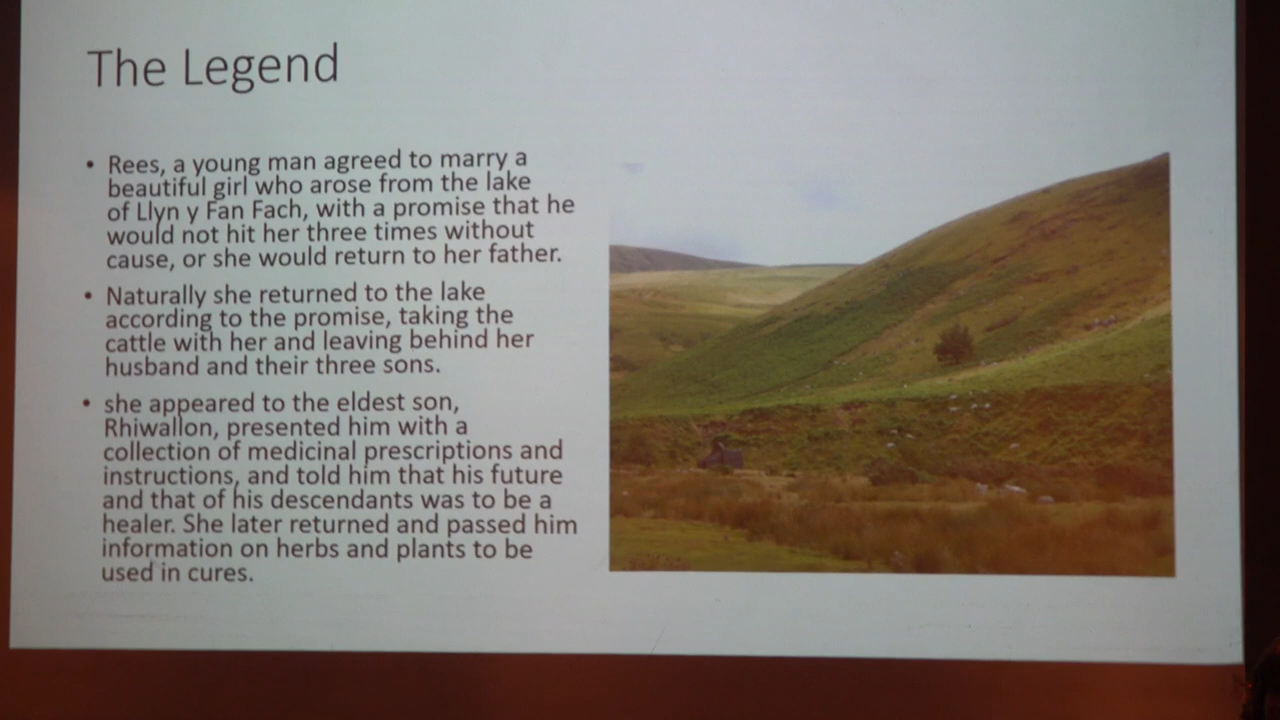 The Legend
• Rees, a young man agreed to marry a
beautiful girl who arose from the lake
of Llyn y Fan Fach, with a promise that he
would not hit her three times without
cause, or she would return to her father.
• Naturally she returned to the lake
according to the promise, taking the
cattle with her and leaving behind her
husband and their three sons.
• she appeared to the eldest son,
Rhiwallon, presented him with a
collection of medicinal prescriptions and
instructions, and told him that his future
and that of his descendants was to be a
healer. She later returned and passed him
information on herbs and plants to be
used in cures.